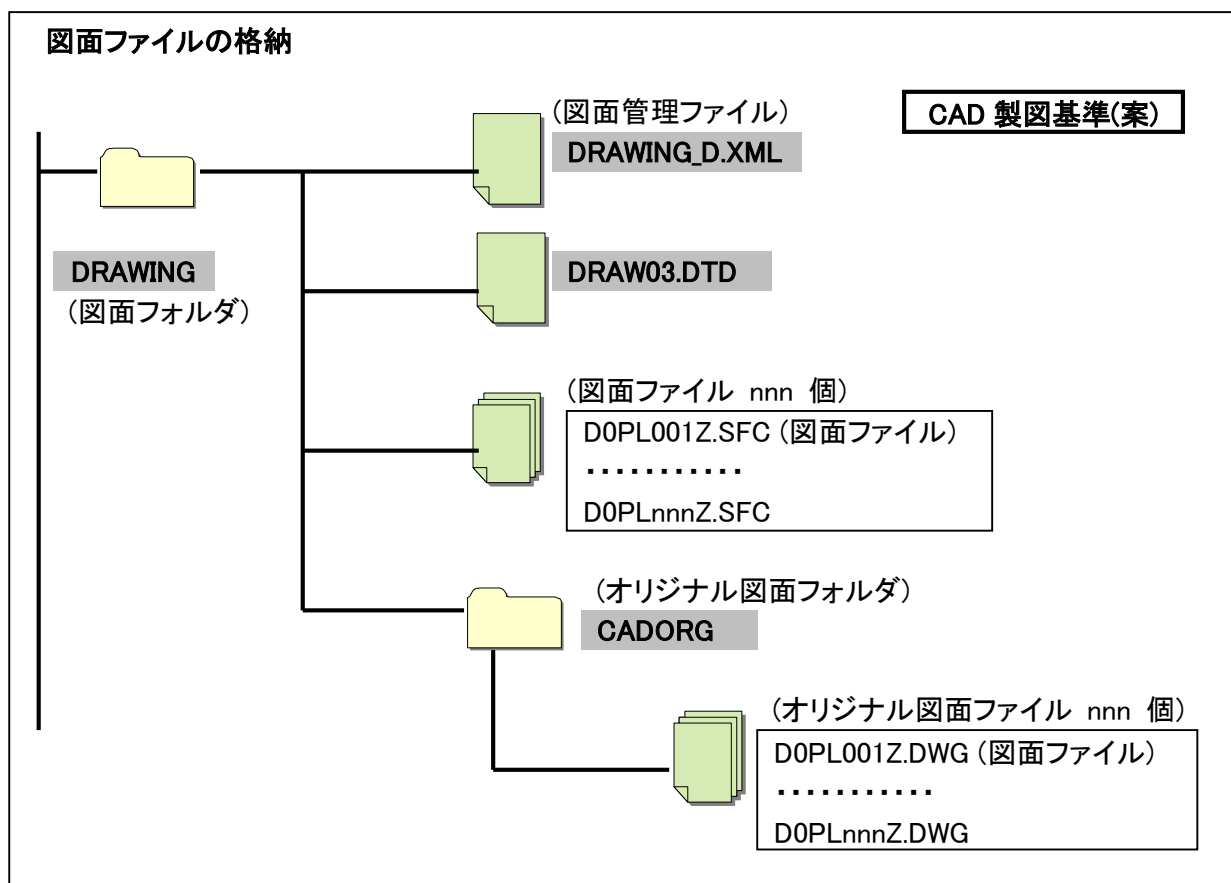 図面ファイルの格納
CAD 製図基準(案)
(図面管理ファイル)
DRAWING_D.XML
DRAWING
(図面フォルダ)
DRAW03.DTD
(図面ファイル nnn 個)
D0PL001Z.SFC (図面ファイル)
・・・・・・・・・・・
D0PLnnnZ.SFC
(オリジナル図面フォルダ)
CADORG
(オリジナル図面ファイル nnn 個)
D0PL001Z.DWG (図面ファイル)
・・・・・・・・・・・
D0PLnnnZ.DWG